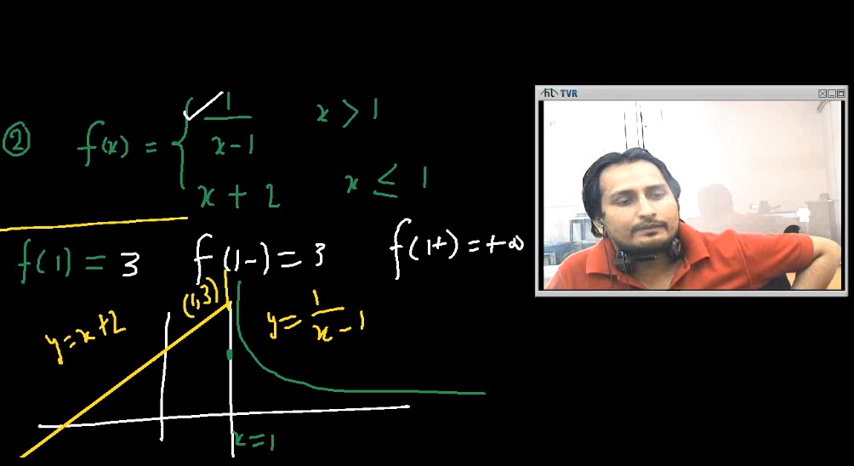 TVR
② f(x) = { 1/(x-1) x > 1
x + 2 x ≤ 1
f(1) = 3 f(1-) = 3 f(1+) = +∞
(1,3)
y=x+2 y = 1/(x-1)
x=1